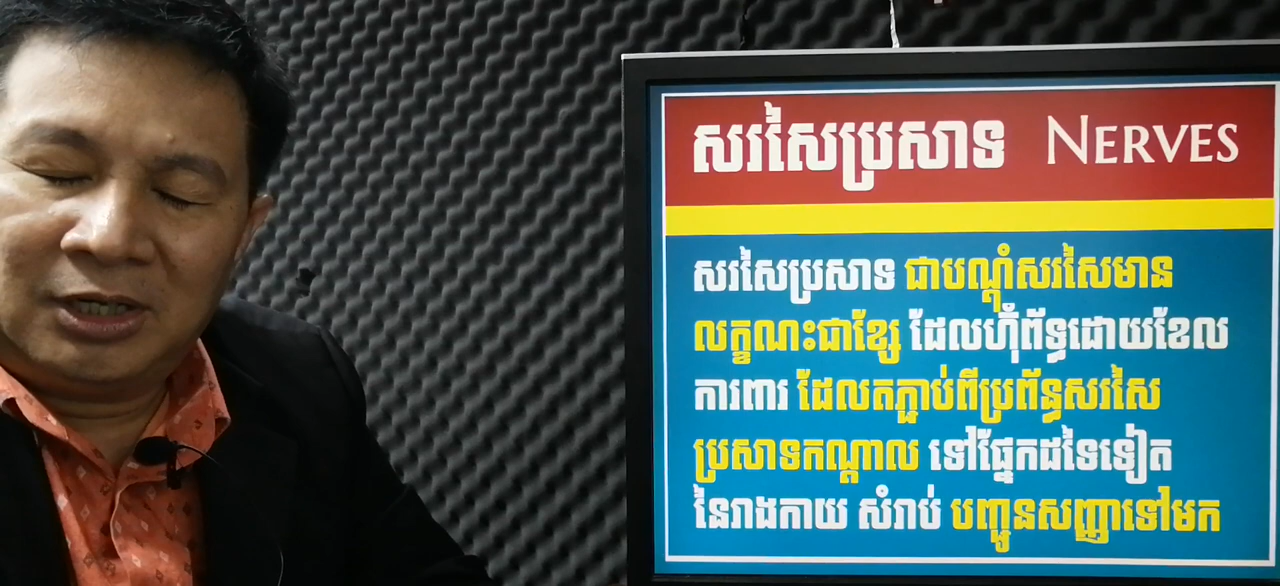 សរសៃប្រសាទ NERVES
សរសៃប្រសាទ ជាបណ្តុំសរសៃមាន
លក្ខណះជាខ្សែ ដែលហ៊ុំព័ទ្ធដោយខែល
ការពារ ដែលតភ្ជាប់ពីប្រព័ន្ធសរសៃ
ប្រសាទកណ្តាល ទៅផ្នែកដទៃទៀត
នៃរាងកាយ សំរាប់ បញ្ជូនសញ្ញាទៅមក